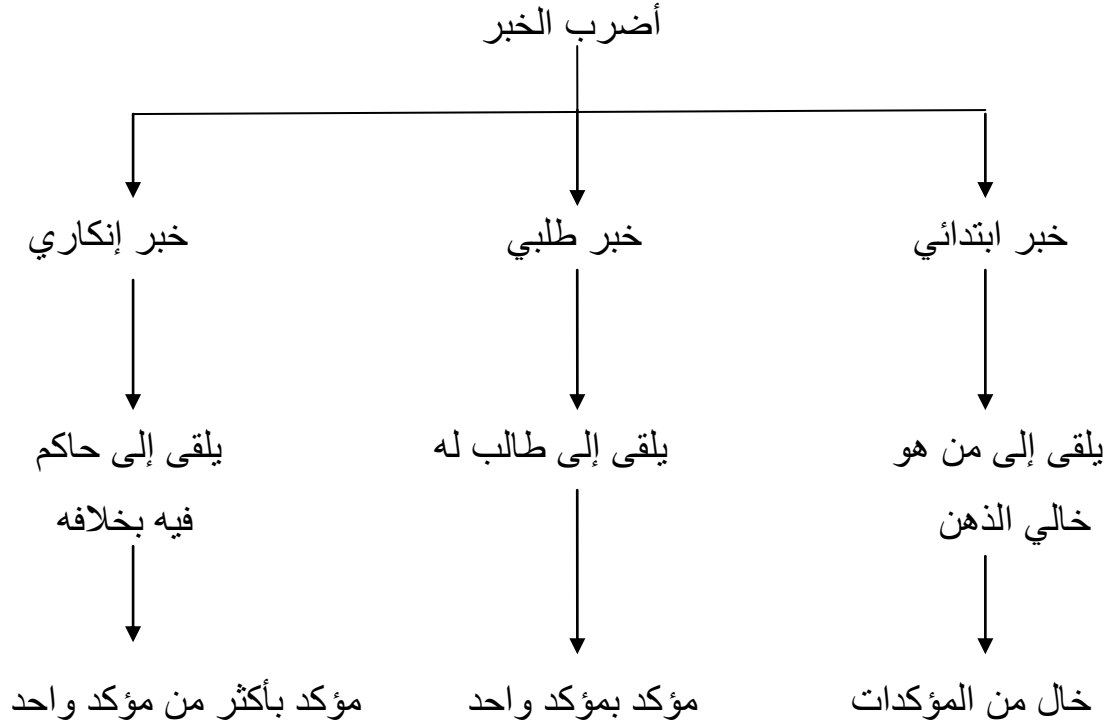 أضرب الخبر
خبر ابتدائي
خبر طلبي
خبر إنكاري
يلقى إلى من هو
خالي الذهن
يلقى إلى طالب له
يلقى إلى حاكم
فيه بخلافه
خال من المؤكدات
مؤكد بمؤكد واحد
مؤكد بأكثر من مؤكد واحد